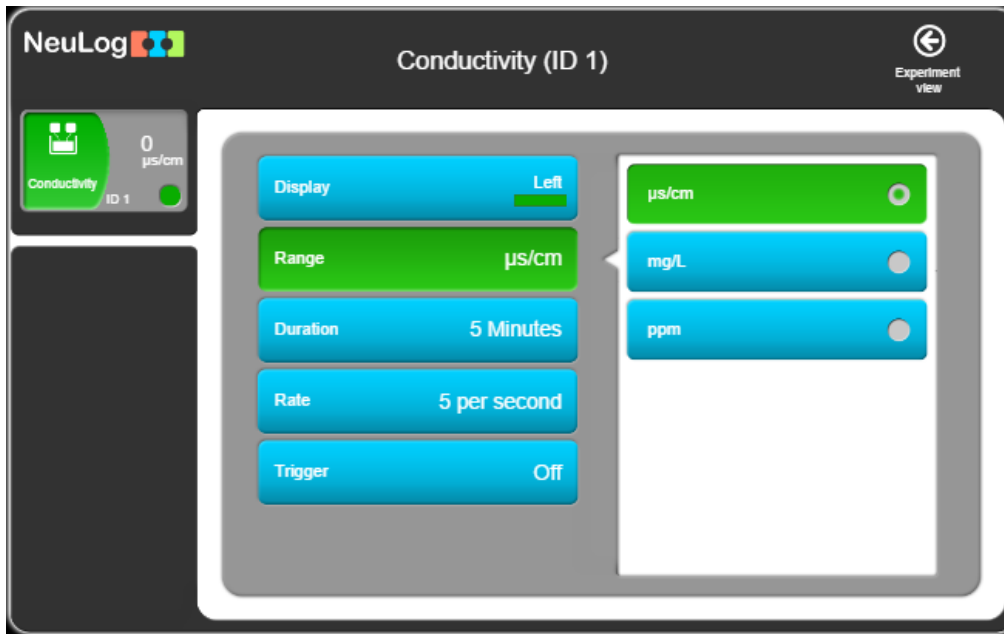 NeuLog
Conductivity (ID 1)
Experiment
view
0
µs/cm
Conductivity
ID 1
Display Left
Range µs/cm
Duration 5 Minutes
Rate 5 per second
Trigger Off
µs/cm
mg/L
ppm